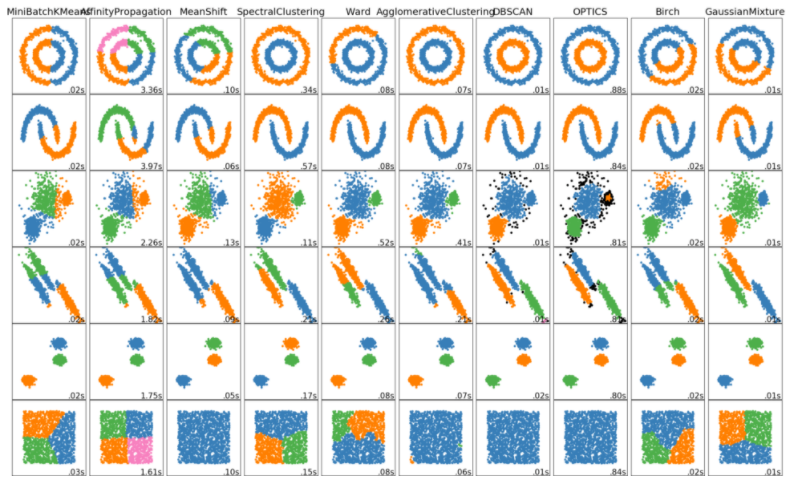 MiniBatchKMeans AffinityPropagation MeanShift SpectralClustering Ward AgglomerativeClustering DBSCAN OPTICS Birch GaussianMixture
.02s 3.36s .10s .34s .08s .07s .01s .88s .02s .01s
.02s 3.97s .06s .57s .08s .07s .01s .84s .02s .01s
.02s 2.26s .13s .11s .52s .41s .01s .81s .02s .01s
.02s 1.82s .09s .01s .02s .01s
.02s 1.75s .05s .17s .08s .07s .02s .80s .02s .01s
.03s 1.61s .10s .15s .06s .01s .84s .02s .01s